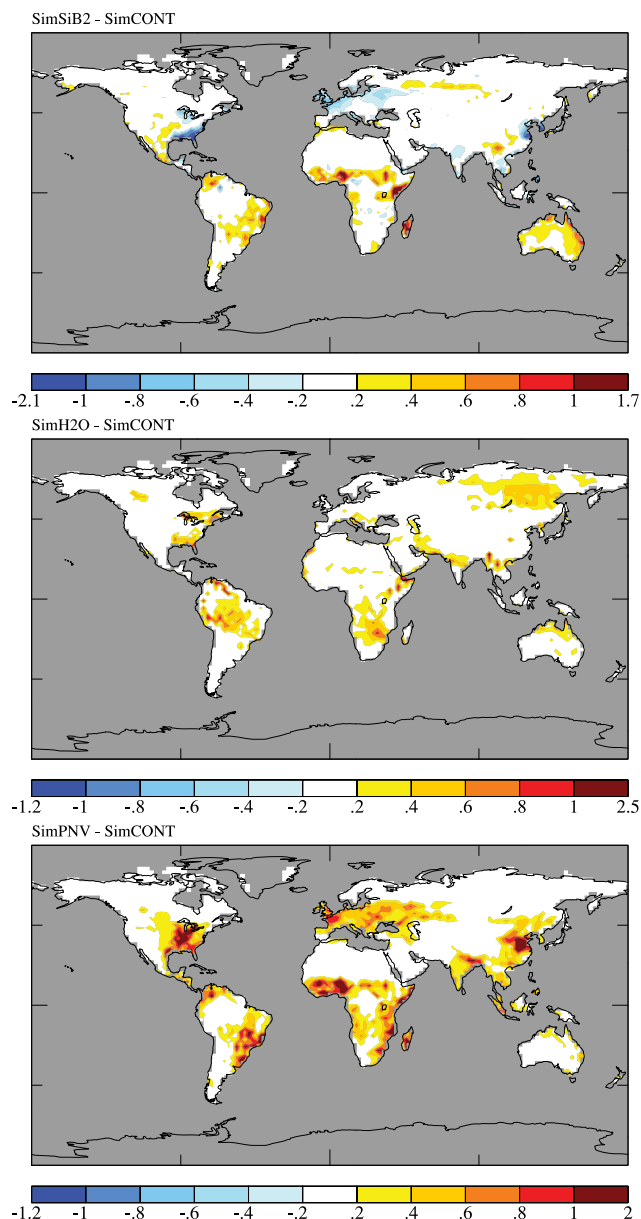 SimSiB2 - SimCONT
-2.1 -1 -.8 -.6 -.4 -.2 .2 .4 .6 .8 1 1.7
SimH2O - SimCONT
-1.2 -1 -.8 -.6 -.4 -.2 .2 .4 .6 .8 1 2.5
SimPNV - SimCONT
-1.2 -1 -.8 -.6 -.4 -.2 .2 .4 .6 .8 1 2